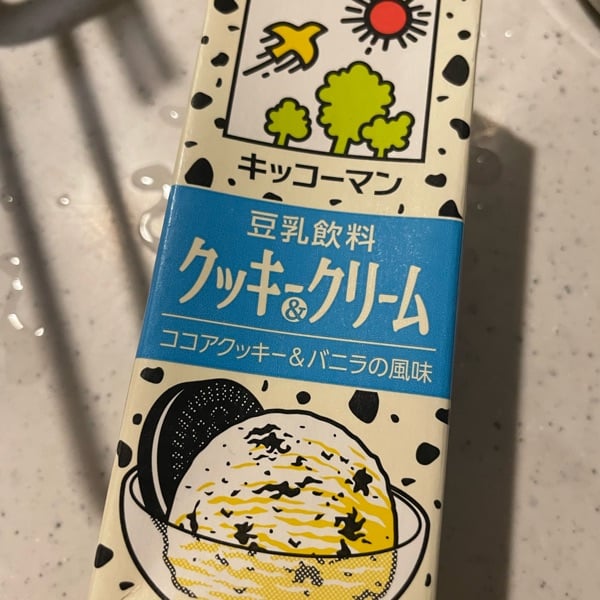 キッコーマン
豆乳飲料
クッキー&クリーム
ココアクッキー&バニラの風味